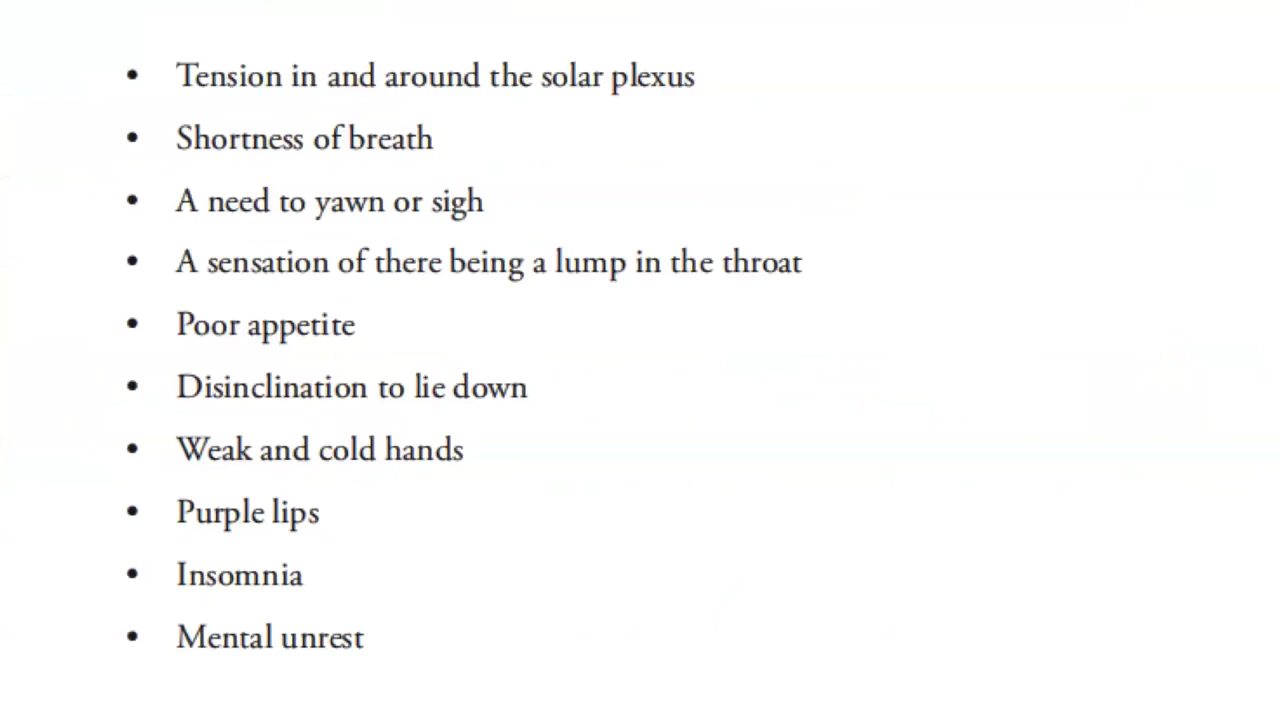 • Tension in and around the solar plexus
• Shortness of breath
• A need to yawn or sigh
• A sensation of there being a lump in the throat
• Poor appetite
• Disinclination to lie down
• Weak and cold hands
• Purple lips
• Insomnia
• Mental unrest